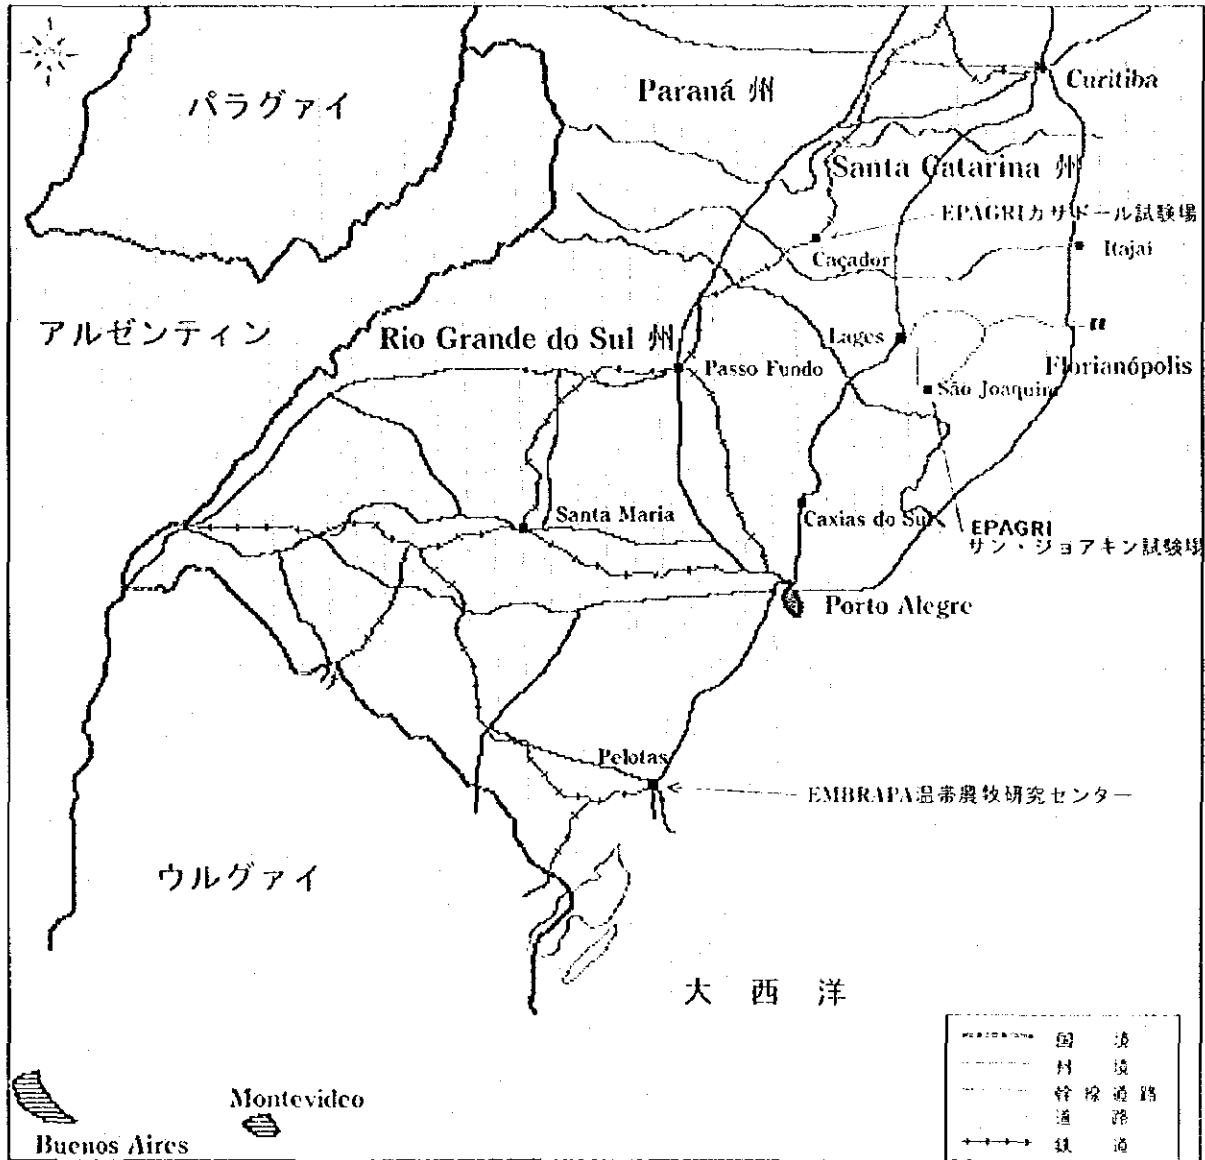 パラグァイ
Paraná 州
Curitiba
Santa Catarina 州
EPAGRIカサドール試験場
Caçador
Itajaí
アルゼンティン
Rio Grande do Sul 州
Lages
Passo Fundo
Florianópolis
São Joaquim
Santa Maria
Caxias do Sul
EPAGRI
サン・ジョアキン試験場
Porto Alegre
Pelotas
EMBRAPA温帯農牧研究センター
ウルグァイ
大西洋
Montevideo
Buenos Aires
国境
州境
幹線道路
道路
鉄道